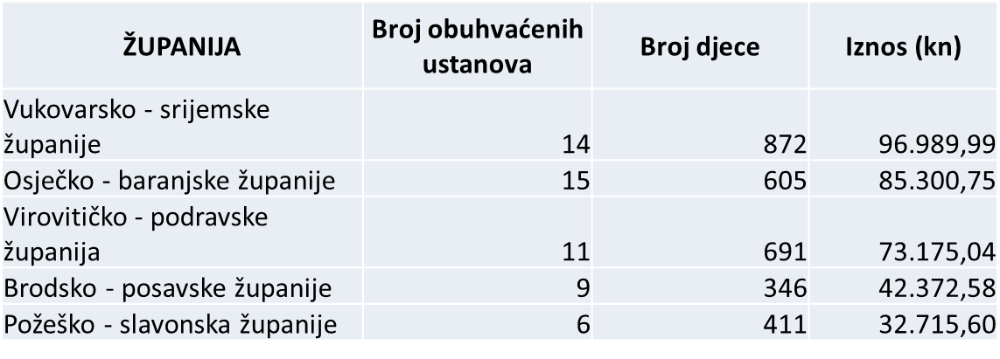 ŽUPANIJA Broj obuhvaćenih ustanova Broj djece Iznos (kn)
Vukovarsko - srijemske
županije 14 872 96.989,99
Osječko - baranjske županije 15 605 85.300,75
Virovitičko - podravske
županija 11 691 73.175,04
Brodsko - posavske županije 9 346 42.372,58
Požeško - slavonska županije 6 411 32.715,60